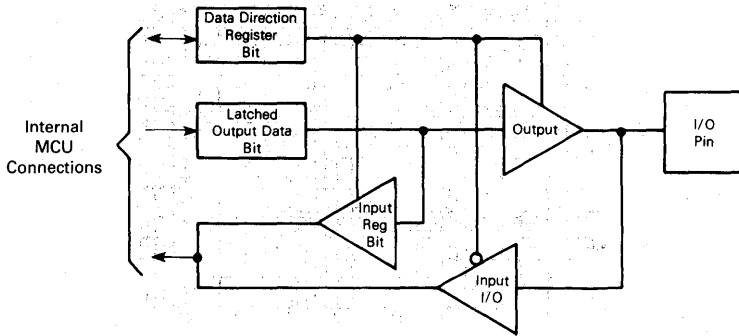 Data Direction
Register
Bit
Latched
Output Data
Bit
Internal
MCU
Connections
Output
I/O
Pin
Input
Reg
Bit
Input
I/O